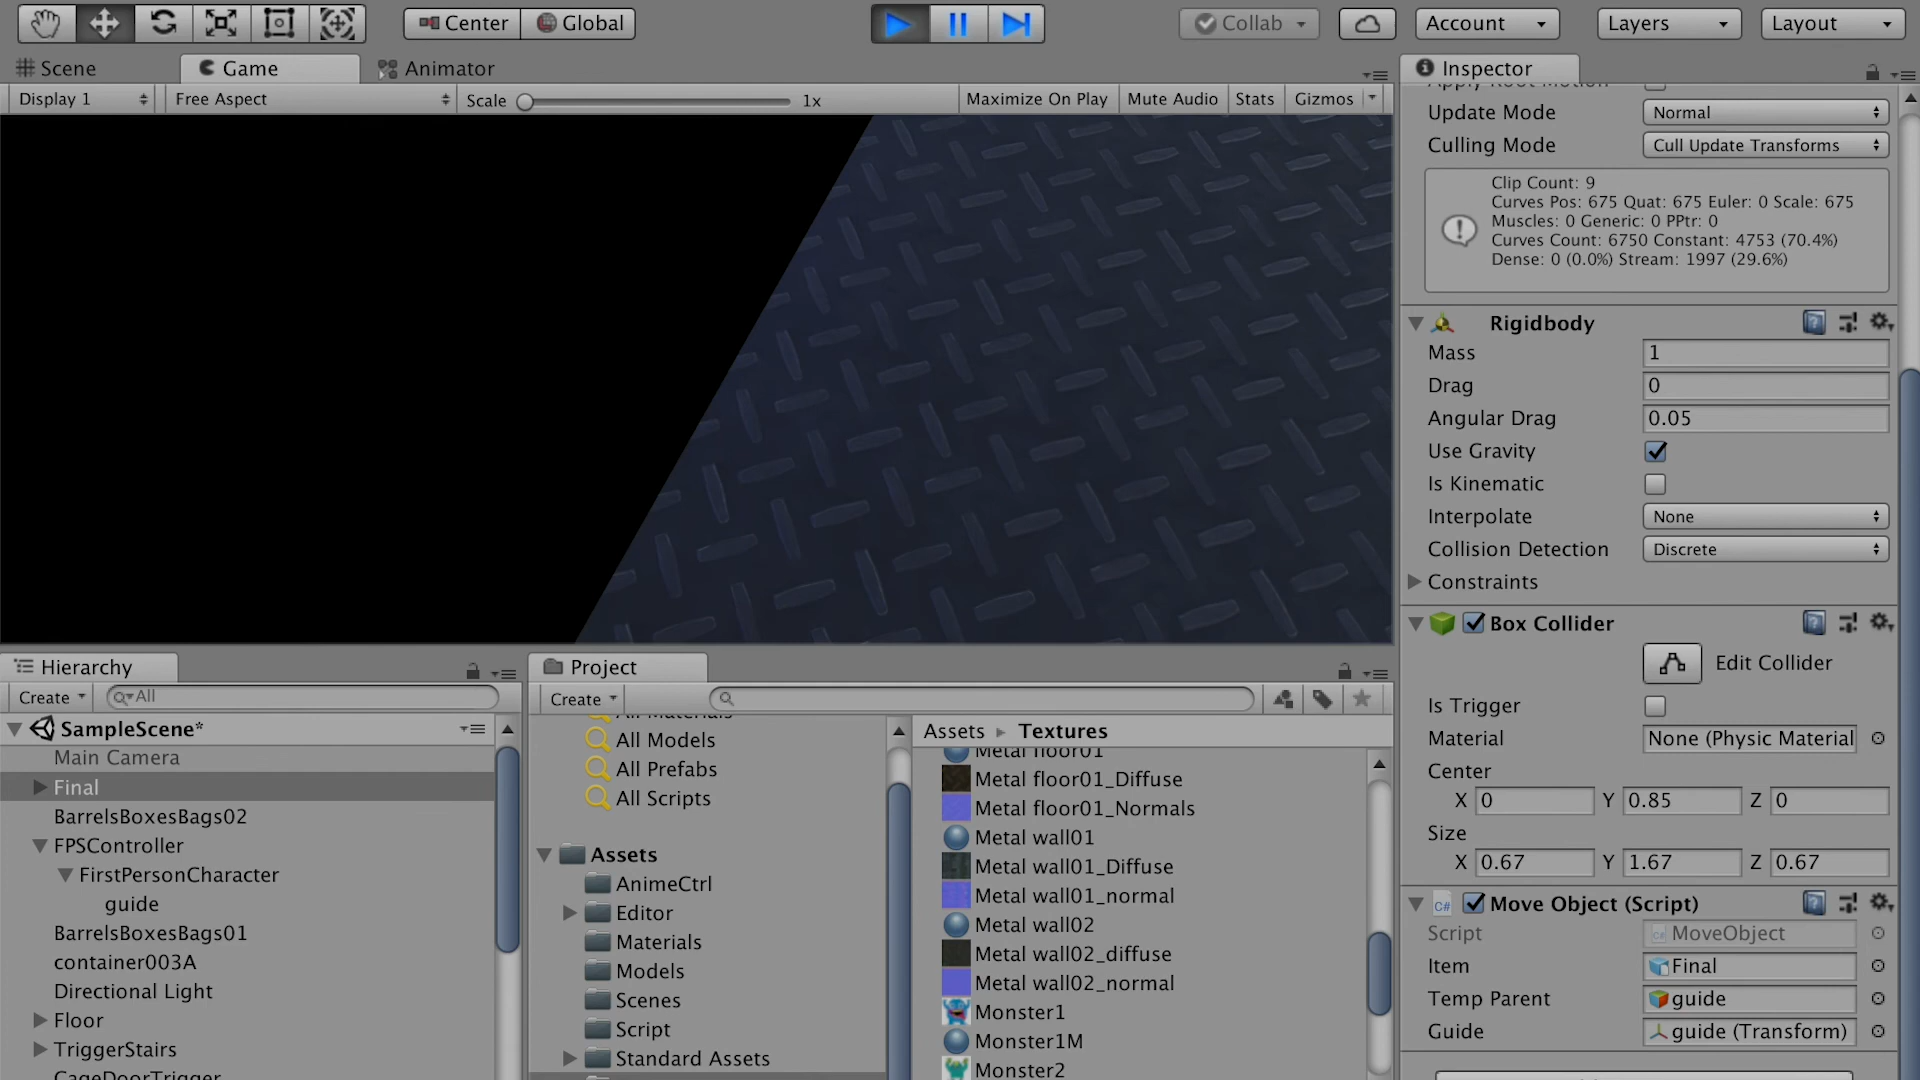 Center
Global
Collab
Account
Layers
Layout
Scene
Game
Animator
Display 1
Free Aspect
Scale
1x
Maximize On Play
Mute Audio
Stats
Gizmos
Inspector
Apply Root Motion
Update Mode
Normal
Culling Mode
Cull Update Transforms
Clip Count: 9
Curves Pos: 675 Quat: 675 Euler: 0 Scale: 675
Muscles: 0 Generic: 0 PPtr: 0
Curves Count: 6750 Constant: 4753 (70.4%)
Dense: 0 (0.0%) Stream: 1997 (29.6%)
Rigidbody
Mass
1
Drag
0
Angular Drag
0.05
Use Gravity
Is Kinematic
Interpolate
None
Collision Detection
Discrete
Constraints
Box Collider
Edit Collider
Is Trigger
Material
None (Physic Material
Center
X 0 Y 0.85 Z 0
Size
X 0.67 Y 1.67 Z 0.67
C#
Move Object (Script)
Script
MoveObject
Item
Final
Temp Parent
guide
Guide
guide (Transform)
Hierarchy
Create
All
SampleScene*
Main Camera
Final
BarrelsBoxesBags02
FPSController
FirstPersonCharacter
guide
BarrelsBoxesBags01
container003A
Directional Light
Floor
TriggerStairs
CageDoorTrigger
Project
Create
All Materials
All Models
All Prefabs
All Scripts
Assets
AnimeCtrl
Editor
Materials
Models
Scenes
Script
Standard Assets
Assets
Textures
Metal floor01
Metal floor01_Diffuse
Metal floor01_Normals
Metal wall01
Metal wall01_Diffuse
Metal wall01_normal
Metal wall02
Metal wall02_diffuse
Metal wall02_normal
Monster1
Monster1M
Monster2